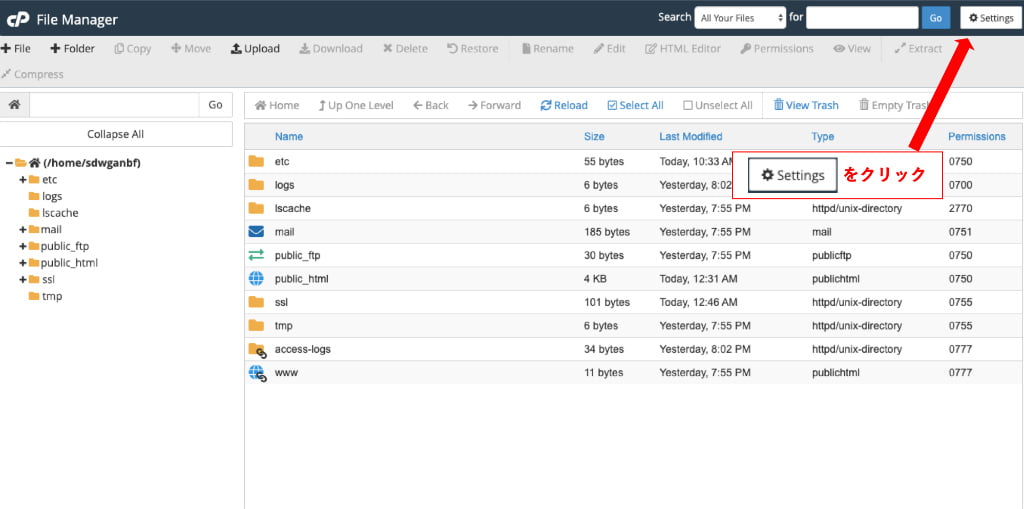 cP File Manager Search All Your Files for Go Settings
File Folder Copy Move Upload Download Delete Restore Rename Edit HTML Editor Permissions View Extract
Compress
Go
Collapse All
(/home/sdwganbf)
etc
logs
lscache
mail
public_ftp
public_html
ssl
tmp
Home Up One Level Back Forward Reload Select All Unselect All View Trash Empty Trash
Name Size Last Modified Type Permissions
etc 55 bytes Today, 10:33 AM 0750
logs 6 bytes Yesterday, 8:02 0700
Settings をクリック
lscache 6 bytes Yesterday, 7:55 PM httpd/unix-directory 2770
mail 185 bytes Yesterday, 7:55 PM mail 0751
public_ftp 30 bytes Yesterday, 7:55 PM publicftp 0750
public_html 4 KB Today, 12:31 AM publichtml 0750
ssl 101 bytes Today, 12:46 AM httpd/unix-directory 0755
tmp 6 bytes Yesterday, 7:55 PM httpd/unix-directory 0755
access-logs 34 bytes Yesterday, 8:02 PM httpd/unix-directory 0777
www 11 bytes Yesterday, 7:55 PM publichtml 0777